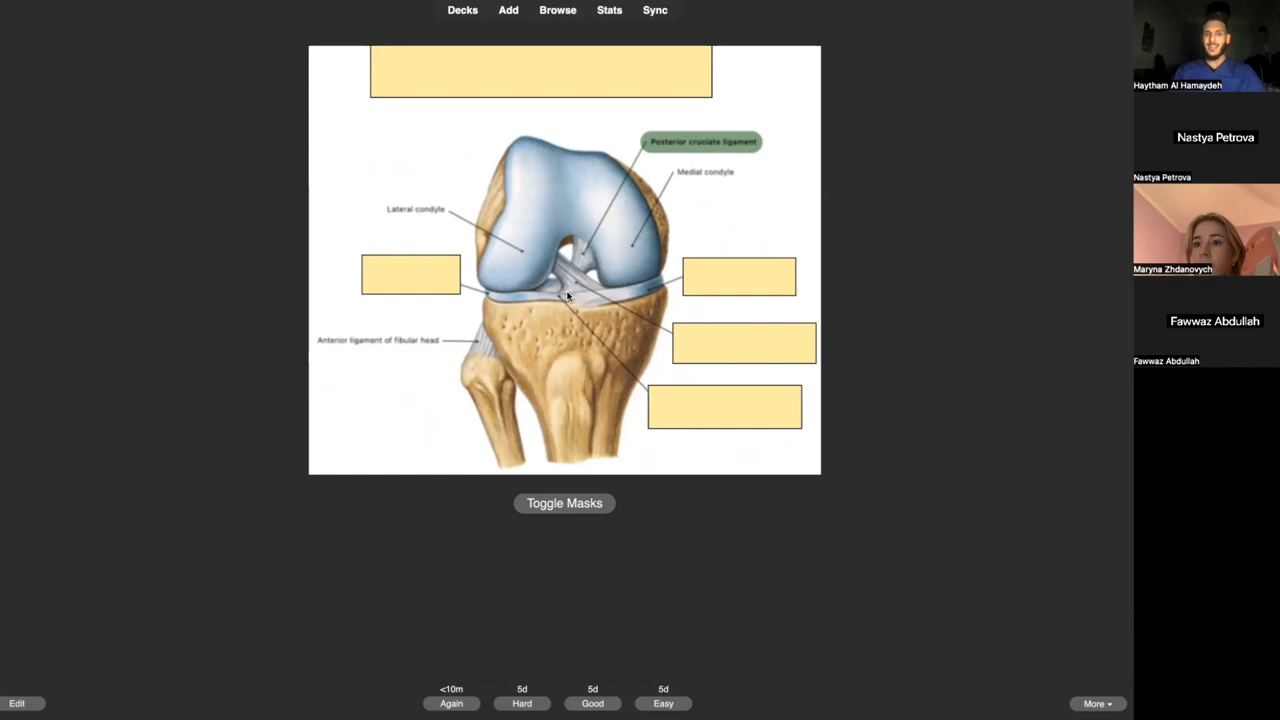 Decks Add Browse Stats Sync
Haytham Al Hamaydeh
Posterior cruciate ligament
Nastya Petrova
Medial condyle
Nastya Petrova
Lateral condyle
Maryna Zhdanovych
Fawwaz Abdullah
Anterior ligament of fibular head
Fawwaz Abdullah
Toggle Masks
<10m 5d 5d 5d
Edit Again Hard Good Easy More